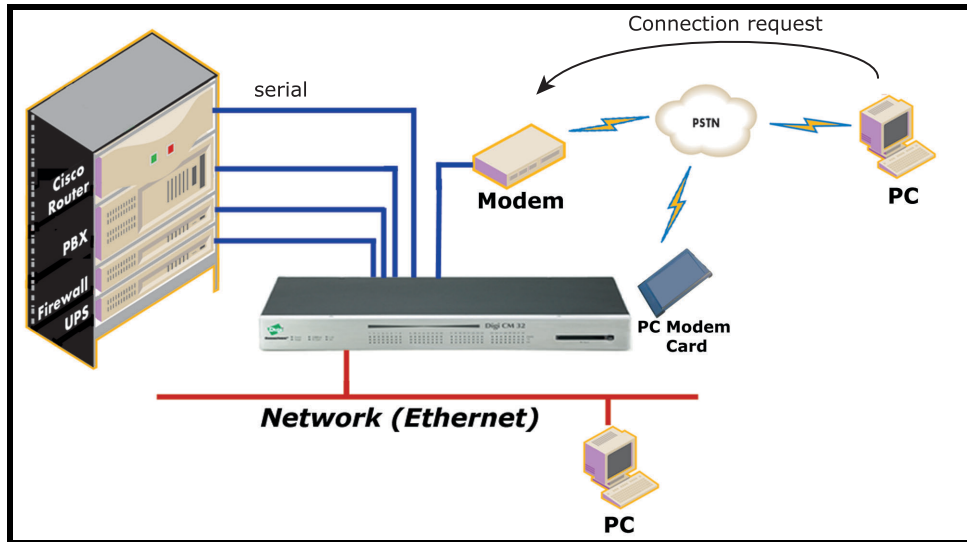 Connection request
serial
PSTN
Cisco
Router
PBX
Firewall
UPS
Modem
PC
PC Modem
Card
Digi CM 32
Network (Ethernet)
PC